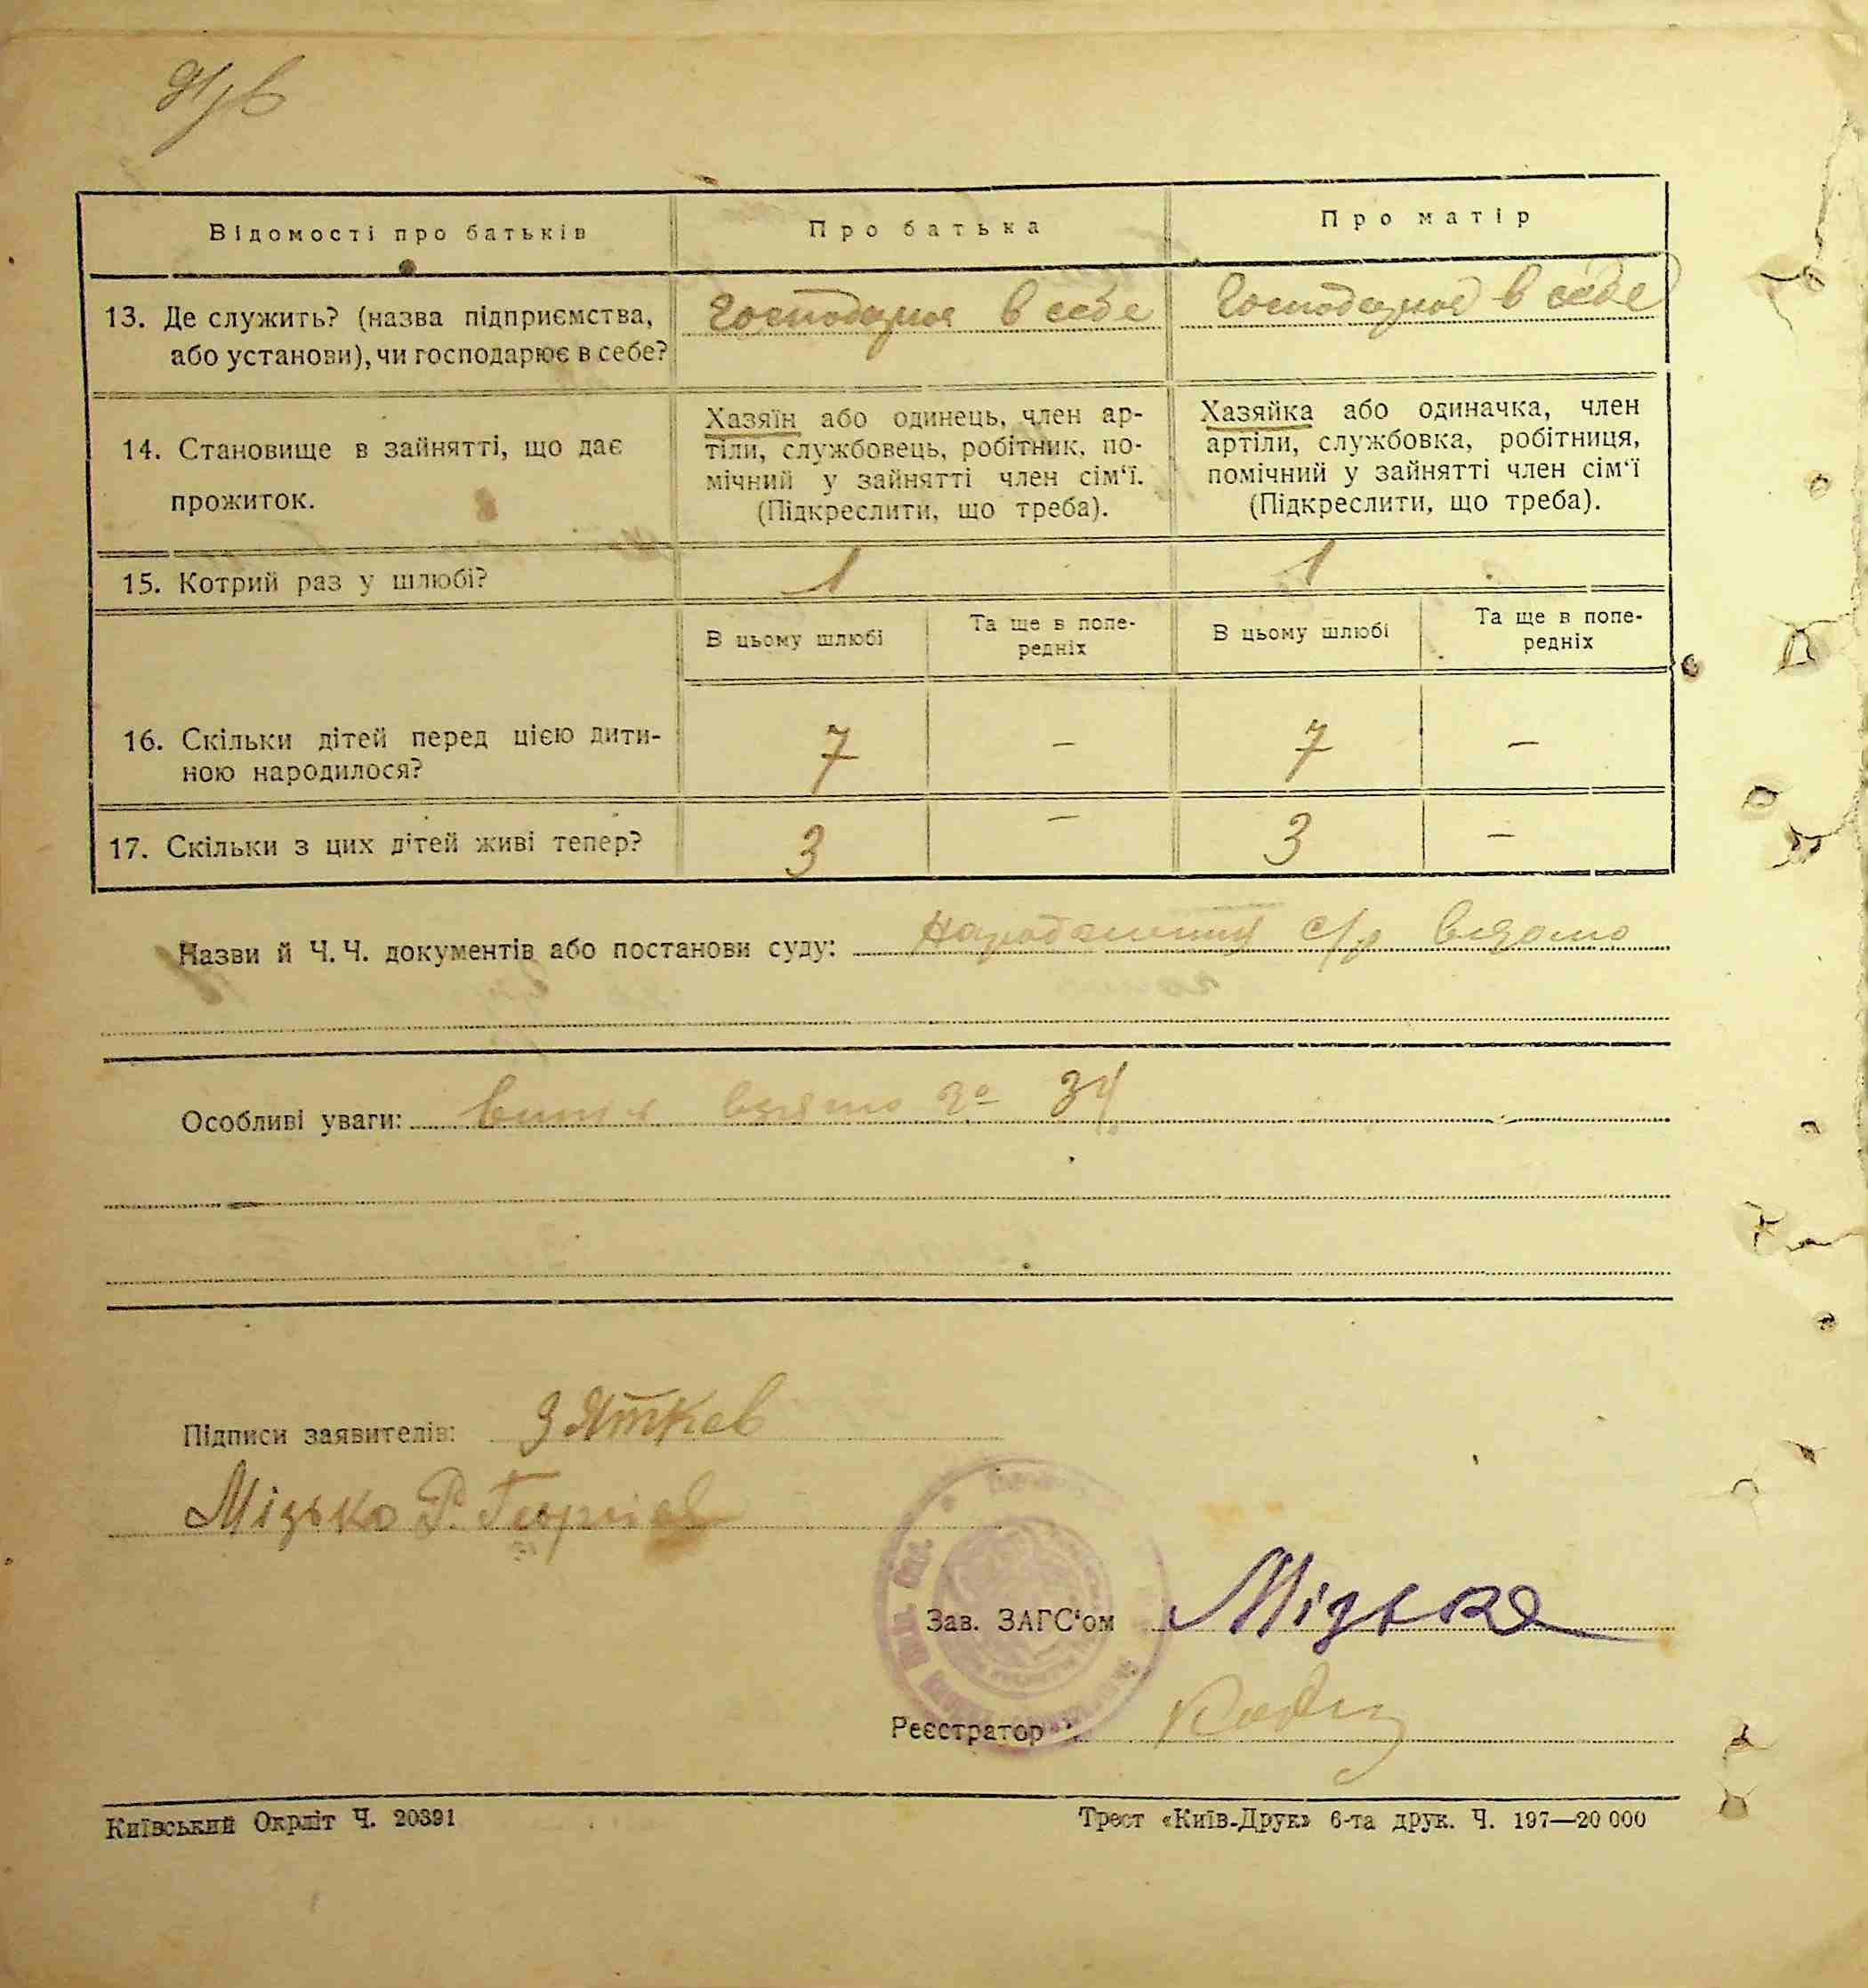 Відомості про батьків
Про батька
Про матір
13. Де служить? (назва підприємства, або установи), чи господарює в себе?
Господарює в себе
Господарює в себе
14. Становище в зайнятті, що дає прожиток.
Хазяїн або одинець, член ар-
тіли, службовець, робітник, по-
мічний у зайнятті член сім‘ї.
(Підкреслити, що треба).
Хазяйка або одиначка, член
артіли, службовка, робітниця,
помічний у зайнятті член сім‘ї
(Підкреслити, що треба).
15. Котрий раз у шлюбі?
1
1
В цьому шлюбі
Та ще в попе-
редніх
В цьому шлюбі
Та ще в попе-
редніх
16. Скільки дітей перед цією дити-
ною народилося?
7
—
7
—
17. Скільки з цих дітей живі тепер?
3
—
3
—
Назви й Ч. Ч. документів або постанови суду: с/р відомо
Особливі уваги: 34
Підписи заявителів:
Мізько Р.
Зав. ЗАГС‘ом Мізько
Реєстратор:
Київський Окрліт Ч. 20391
Трест «Київ-Друк» 6-та друк. Ч. 197—20 000